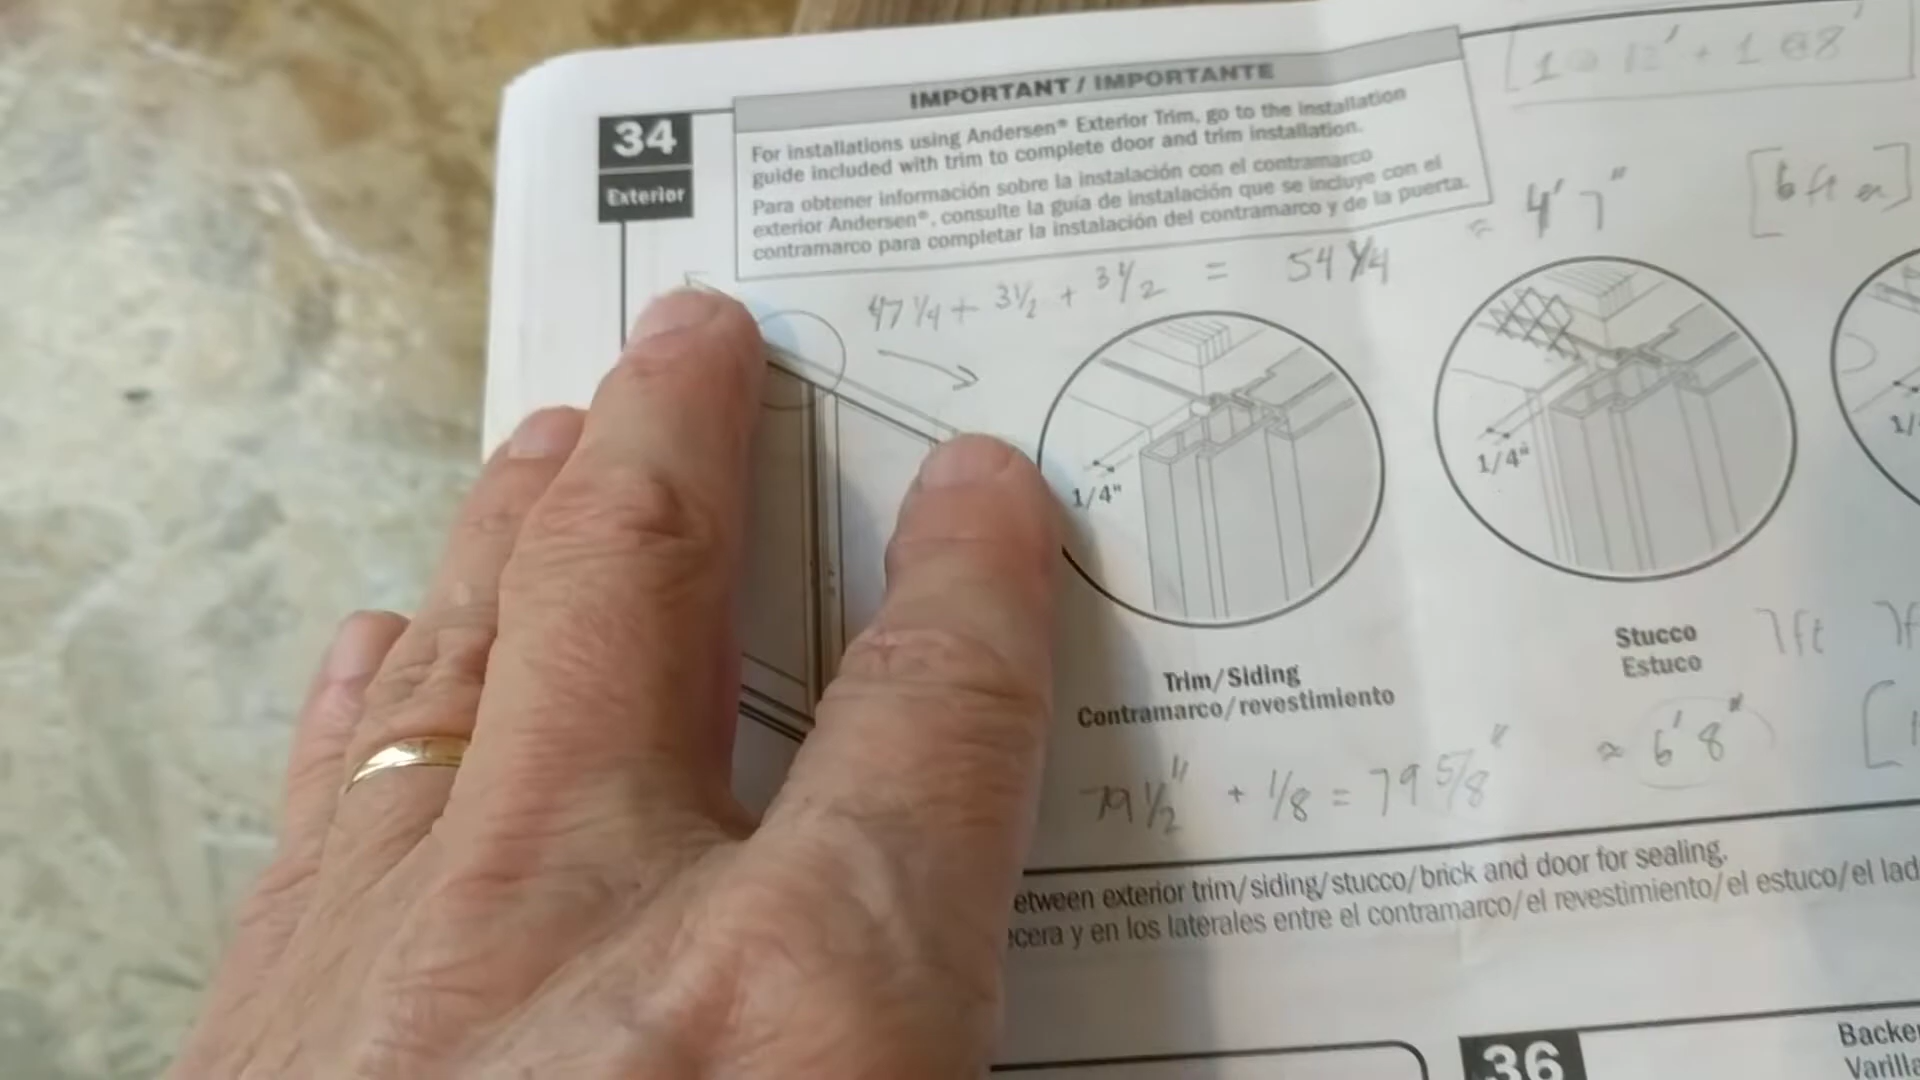 IMPORTANT / IMPORTANTE
34
Exterior
For installations using Andersen® Exterior Trim, go to the installation
guide included with trim to complete door and trim installation.
Para obtener información sobre la instalación con el contramarco
exterior Andersen®, consulte la guía de instalación que se incluye con el
contramarco para completar la instalación del contramarco y de la puerta.
47 1/4 + 3 1/2 + 3 1/2 = 54 1/4 ≈ 4' 7" [6 ft]
1/4"
1/4"
1/
Trim/Siding
Contramarco/revestimiento
Stucco
Estuco
7ft
79 1/2" + 1/8 = 79 5/8" ≈ 6' 8"
etween exterior trim/siding/stucco/brick and door for sealing.
ecera y en los laterales entre el contramarco/el revestimiento/el estuco/el lad
36
Backe
Varilla